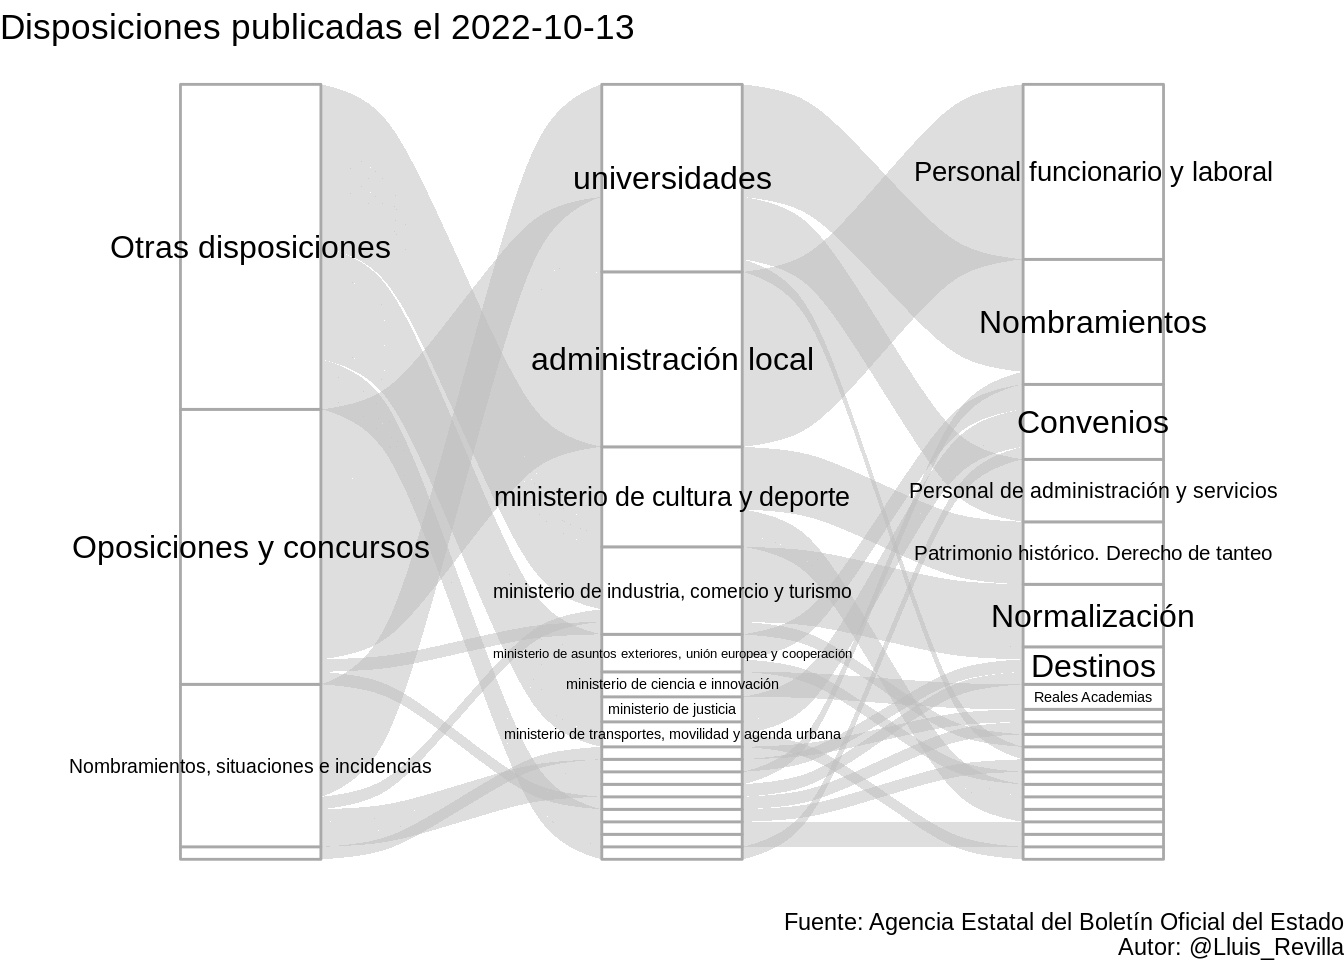 Disposiciones publicadas el 2022-10-13
Otras disposiciones
Oposiciones y concursos
Nombramientos, situaciones e incidencias
universidades
administración local
ministerio de cultura y deporte
ministerio de industria, comercio y turismo
ministerio de asuntos exteriores, unión europea y cooperación
ministerio de ciencia e innovación
ministerio de justicia
ministerio de transportes, movilidad y agenda urbana
Personal funcionario y laboral
Nombramientos
Convenios
Personal de administración y servicios
Patrimonio histórico. Derecho de tanteo
Normalización
Destinos
Reales Academias
Fuente: Agencia Estatal del Boletín Oficial del Estado
Autor: @Lluis_Revilla